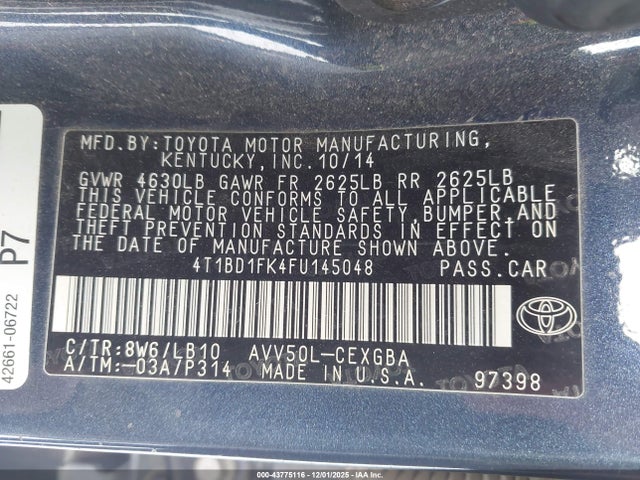 MFD.BY:TOYOTA MOTOR MANUFACTURING,
KENTUCKY,INC.10/14
GVWR 4630LB GAWR FR 2625LB RR 2625LB
THIS VEHICLE CONFORMS TO ALL APPLICABLE
FEDERAL MOTOR VEHICLE SAFETY,BUMPER,AND
THEFT PREVENTION STANDARDS IN EFFECT ON
THE DATE OF MANUFACTURE SHOWN ABOVE.
4T1BD1FK4FU145048 PASS.CAR
C/TR:8W6/LB10 AVV50L-CEXGBA
A/TM:-03A/P314 MADE IN U.S.A. 97398
P7
42661-06722
000-43775116 - 12/01/2025 - IAA Inc.